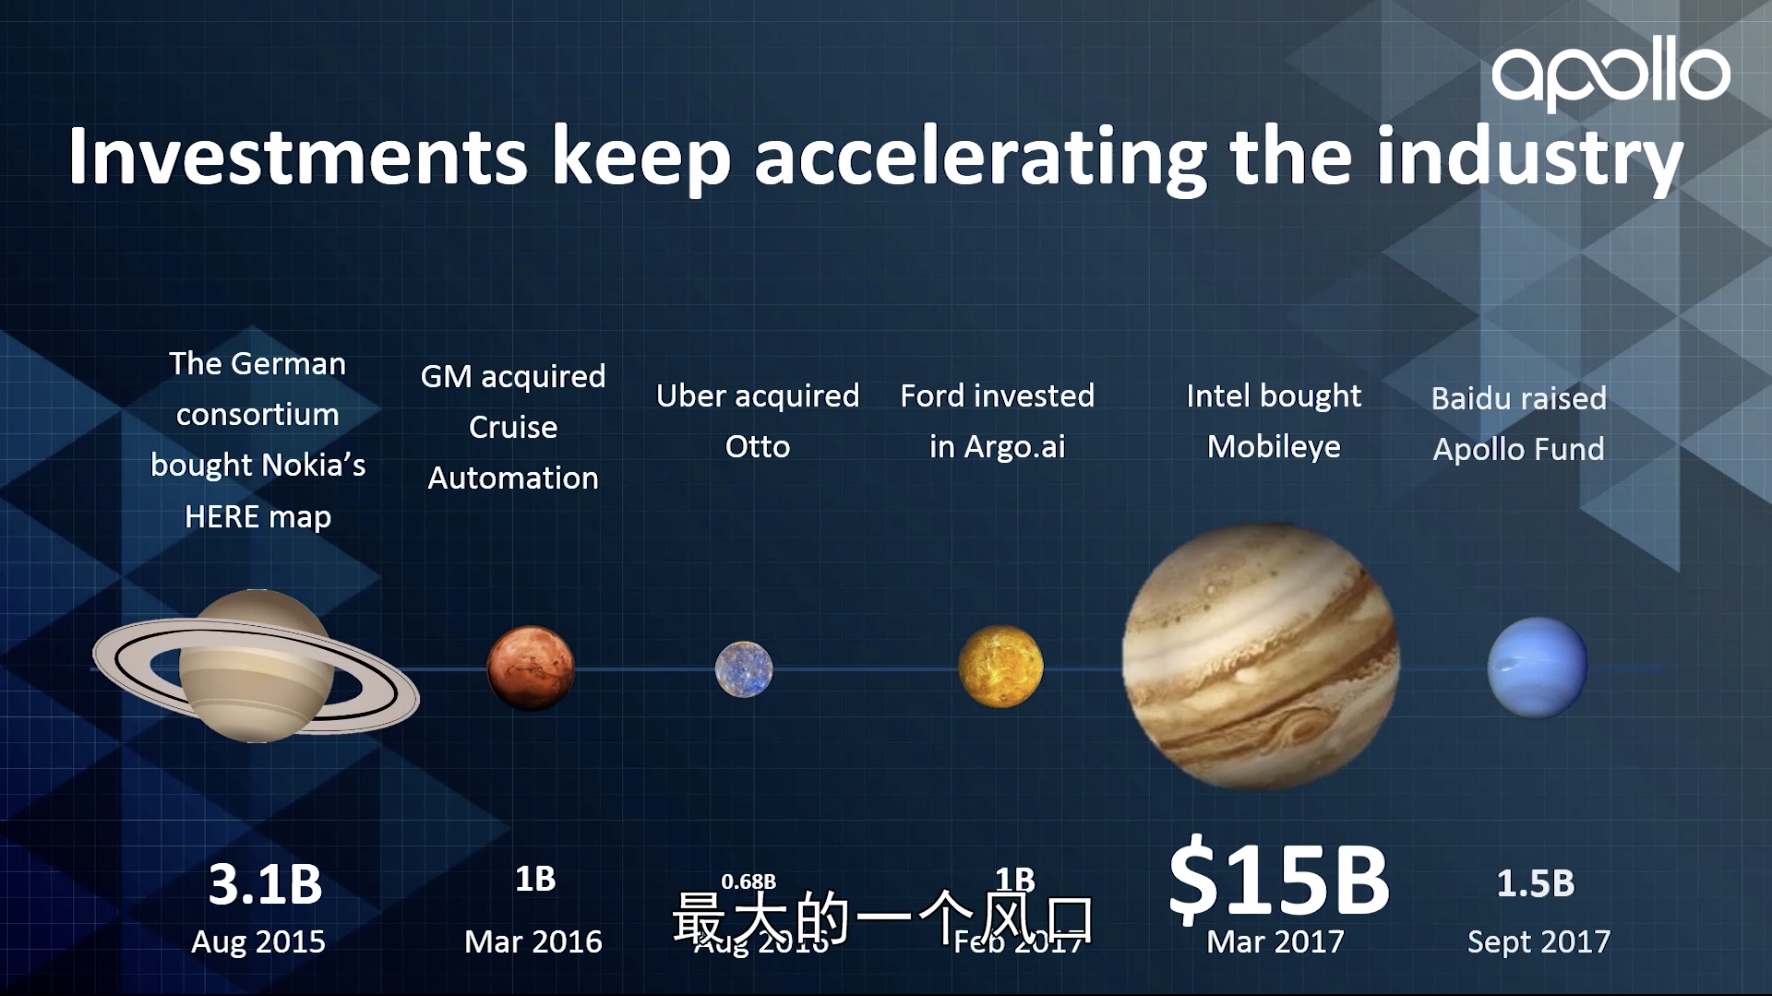 apollo
Investments keep accelerating the industry
The German
consortium
bought Nokia's
HERE map
GM acquired
Cruise
Automation
Uber acquired
Otto
Ford invested
in Argo.ai
Intel bought
Mobileye
Baidu raised
Apollo Fund
3.1B
Aug 2015
1B
Mar 2016
0.68B
Aug 2016
1B
Feb 2017
$15B
Mar 2017
1.5B
Sept 2017
最大的一个风口